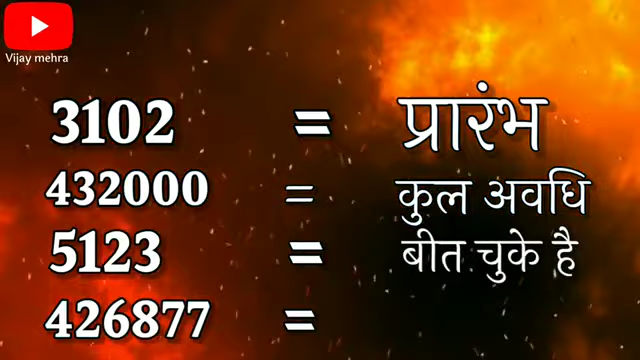 Vijay mehra
3102 = प्रारंभ
432000 = कुल अवधि
5123 = बीत चुके है
426877 =